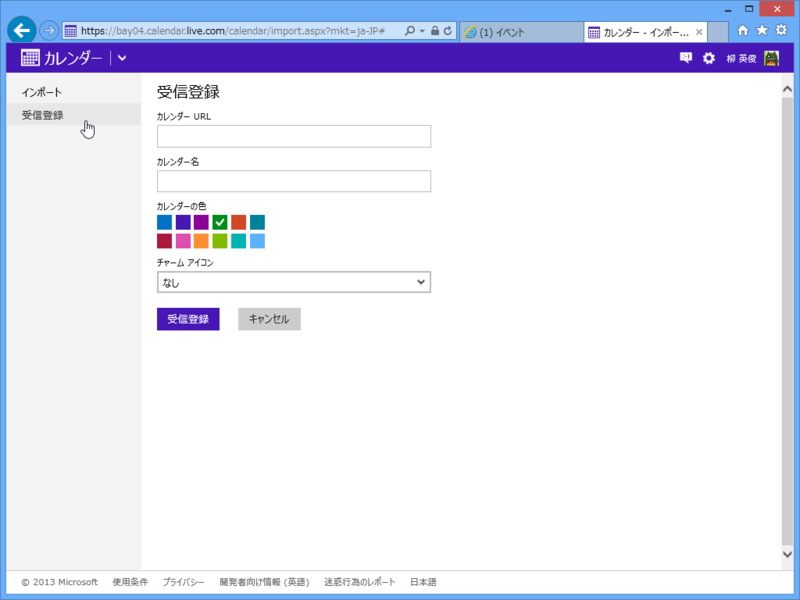 https://bay04.calendar.live.com/calendar/import.aspx?mkt=ja-JP#
(1) イベント
カレンダー - インポー...
カレンダー
柳 英俊
インポート
受信登録
受信登録
カレンダー URL
カレンダー名
カレンダーの色
チャーム アイコン
なし
受信登録
キャンセル
© 2013 Microsoft 使用条件 プライバシー 開発者向け情報 (英語) 迷惑行為のレポート 日本語